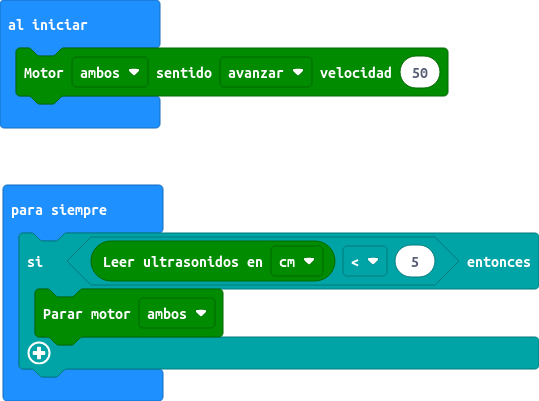 al iniciar
Motor ambos sentido avanzar velocidad 50
para siempre
si Leer ultrasonidos en cm < 5 entonces
Parar motor ambos